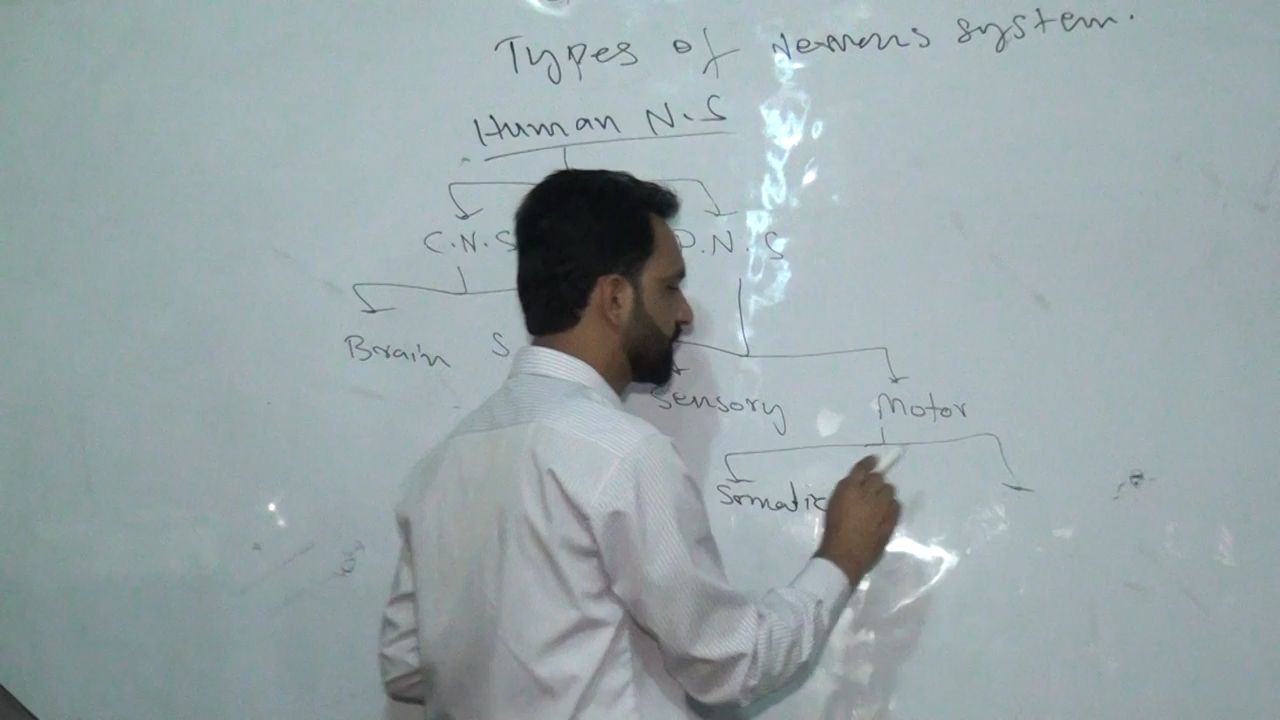 Types of Nervous system.
Human N.S
C.N.S P.N.S
Brain S
Sensory Motor
Somatic